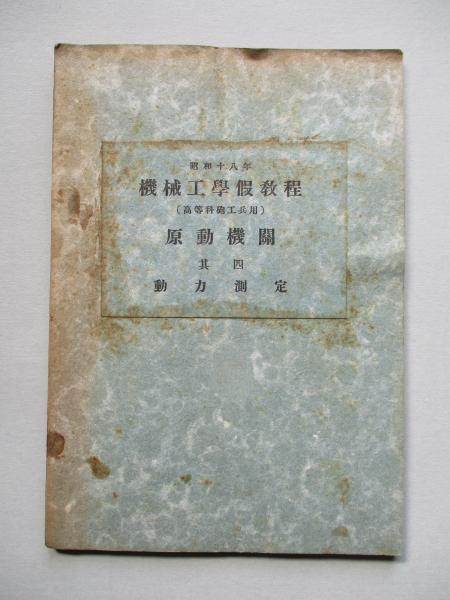 昭和十八年
機械工學假教程
(高等科砲工兵用)
原動機關
其四
動力測定